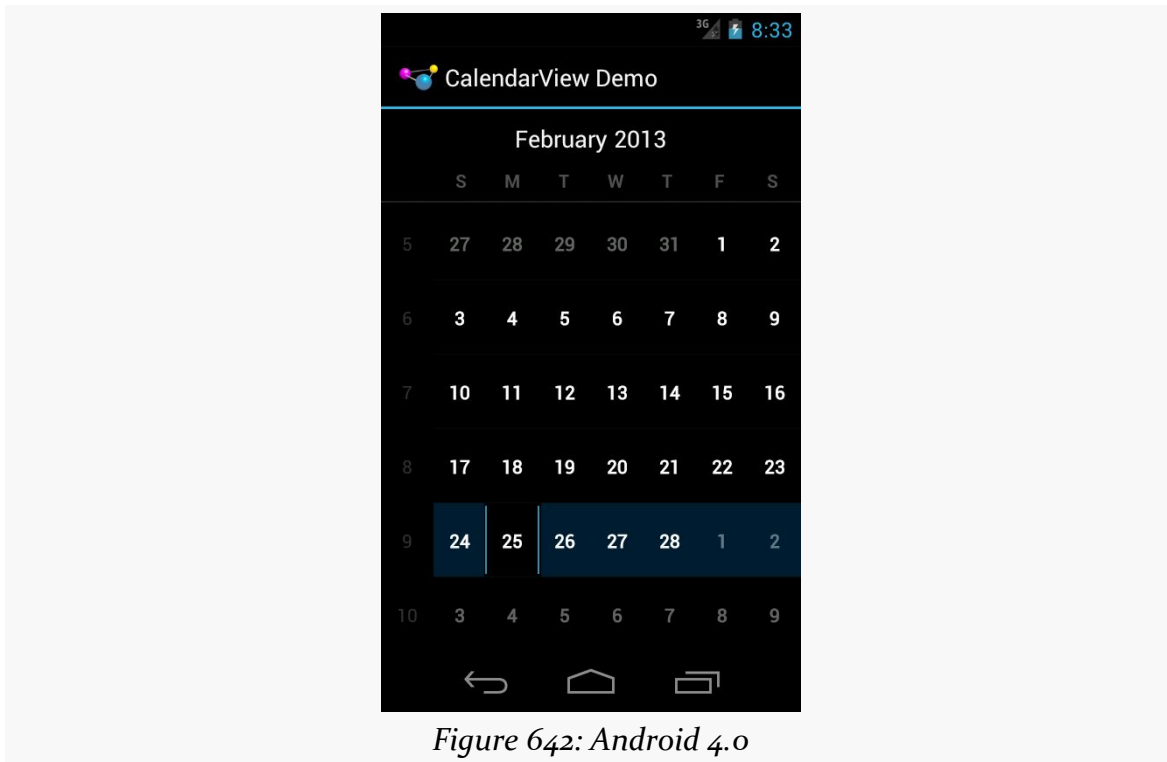 3G 8:33
CalendarView Demo
February 2013
S M T W T F S
5 27 28 29 30 31 1 2
6 3 4 5 6 7 8 9
7 10 11 12 13 14 15 16
8 17 18 19 20 21 22 23
9 24 25 26 27 28 1 2
10 3 4 5 6 7 8 9
Figure 642: Android 4.0